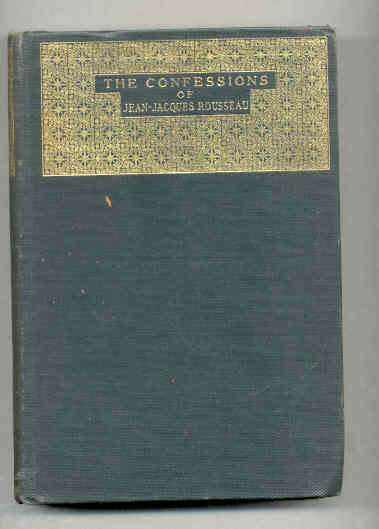 THE CONFESSIONS
OF
JEAN-JACQUES ROUSSEAU